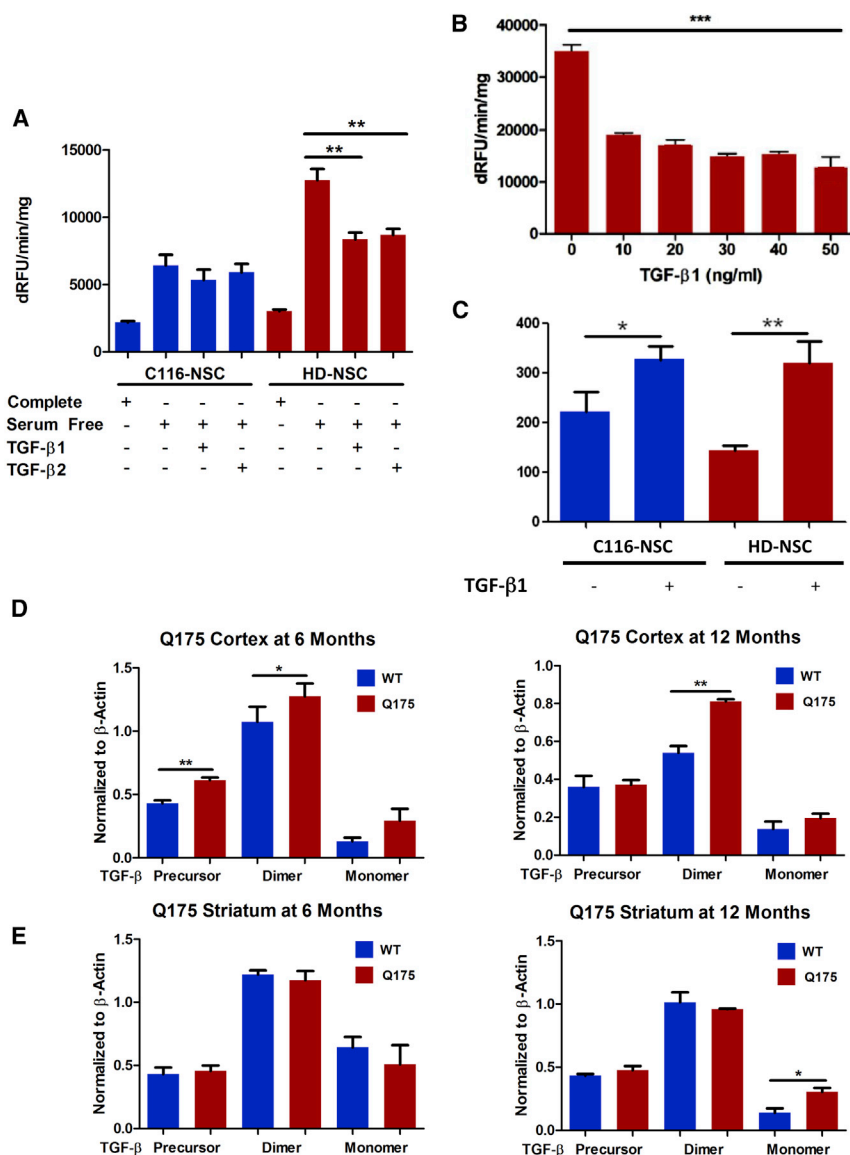 A
dRFU/min/mg
15000
10000
5000
0
**
**
C116-NSC HD-NSC
Complete + - - - + - - -
Serum Free - + + + - + + +
TGF-β1 - - + - - - + -
TGF-β2 - - - + - - - +
B
dRFU/min/mg
40000
30000
20000
10000
0
***
0 10 20 30 40 50
TGF-β1 (ng/ml)
C
400
300
200
100
0
* **
C116-NSC HD-NSC
TGF-β1 - + - +
D
Q175 Cortex at 6 Months
Normalized to β-Actin
1.5
1.0
0.5
0.0
** *
WT
Q175
TGF-β Precursor Dimer Monomer
Q175 Cortex at 12 Months
Normalized to β-Actin
1.0
0.8
0.6
0.4
0.2
0.0
**
WT
Q175
TGF-β Precursor Dimer Monomer
E
Q175 Striatum at 6 Months
Normalized to β-Actin
1.5
1.0
0.5
0.0
WT
Q175
TGF-β Precursor Dimer Monomer
Q175 Striatum at 12 Months
Normalized to β-Actin
1.5
1.0
0.5
0.0
*
WT
Q175
TGF-β Precursor Dimer Monomer